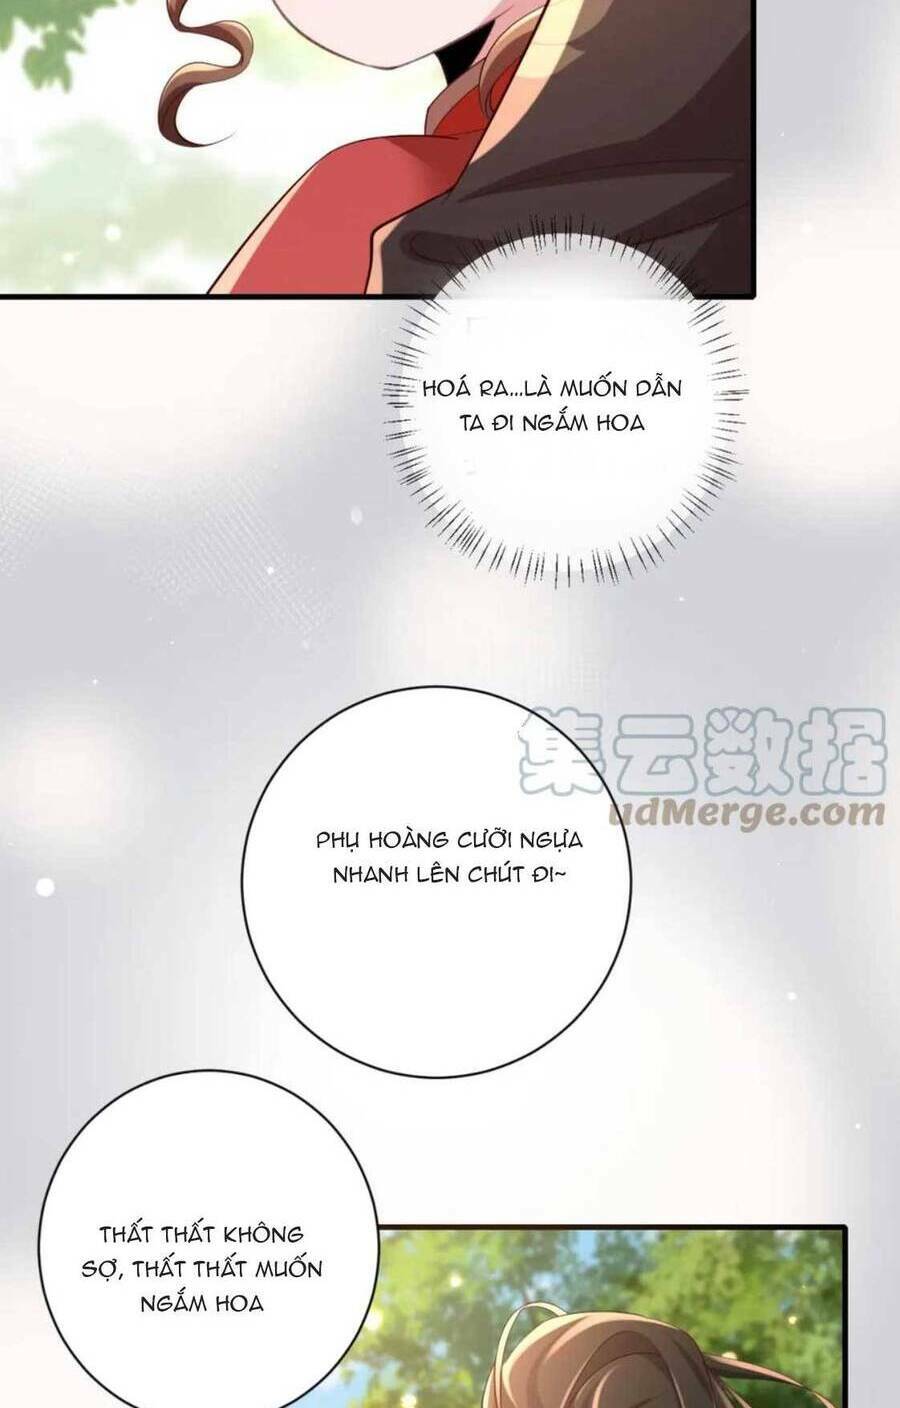 HOÁ RA...LÀ MUỐN DẪN
TA ĐI NGẮM HOA
集云数据
udMerge.com
PHỤ HOÀNG CƯỠI NGỰA
NHANH LÊN CHÚT ĐI~
THẤT THẤT KHÔNG
SỢ, THẤT THẤT MUỐN
NGẮM HOA